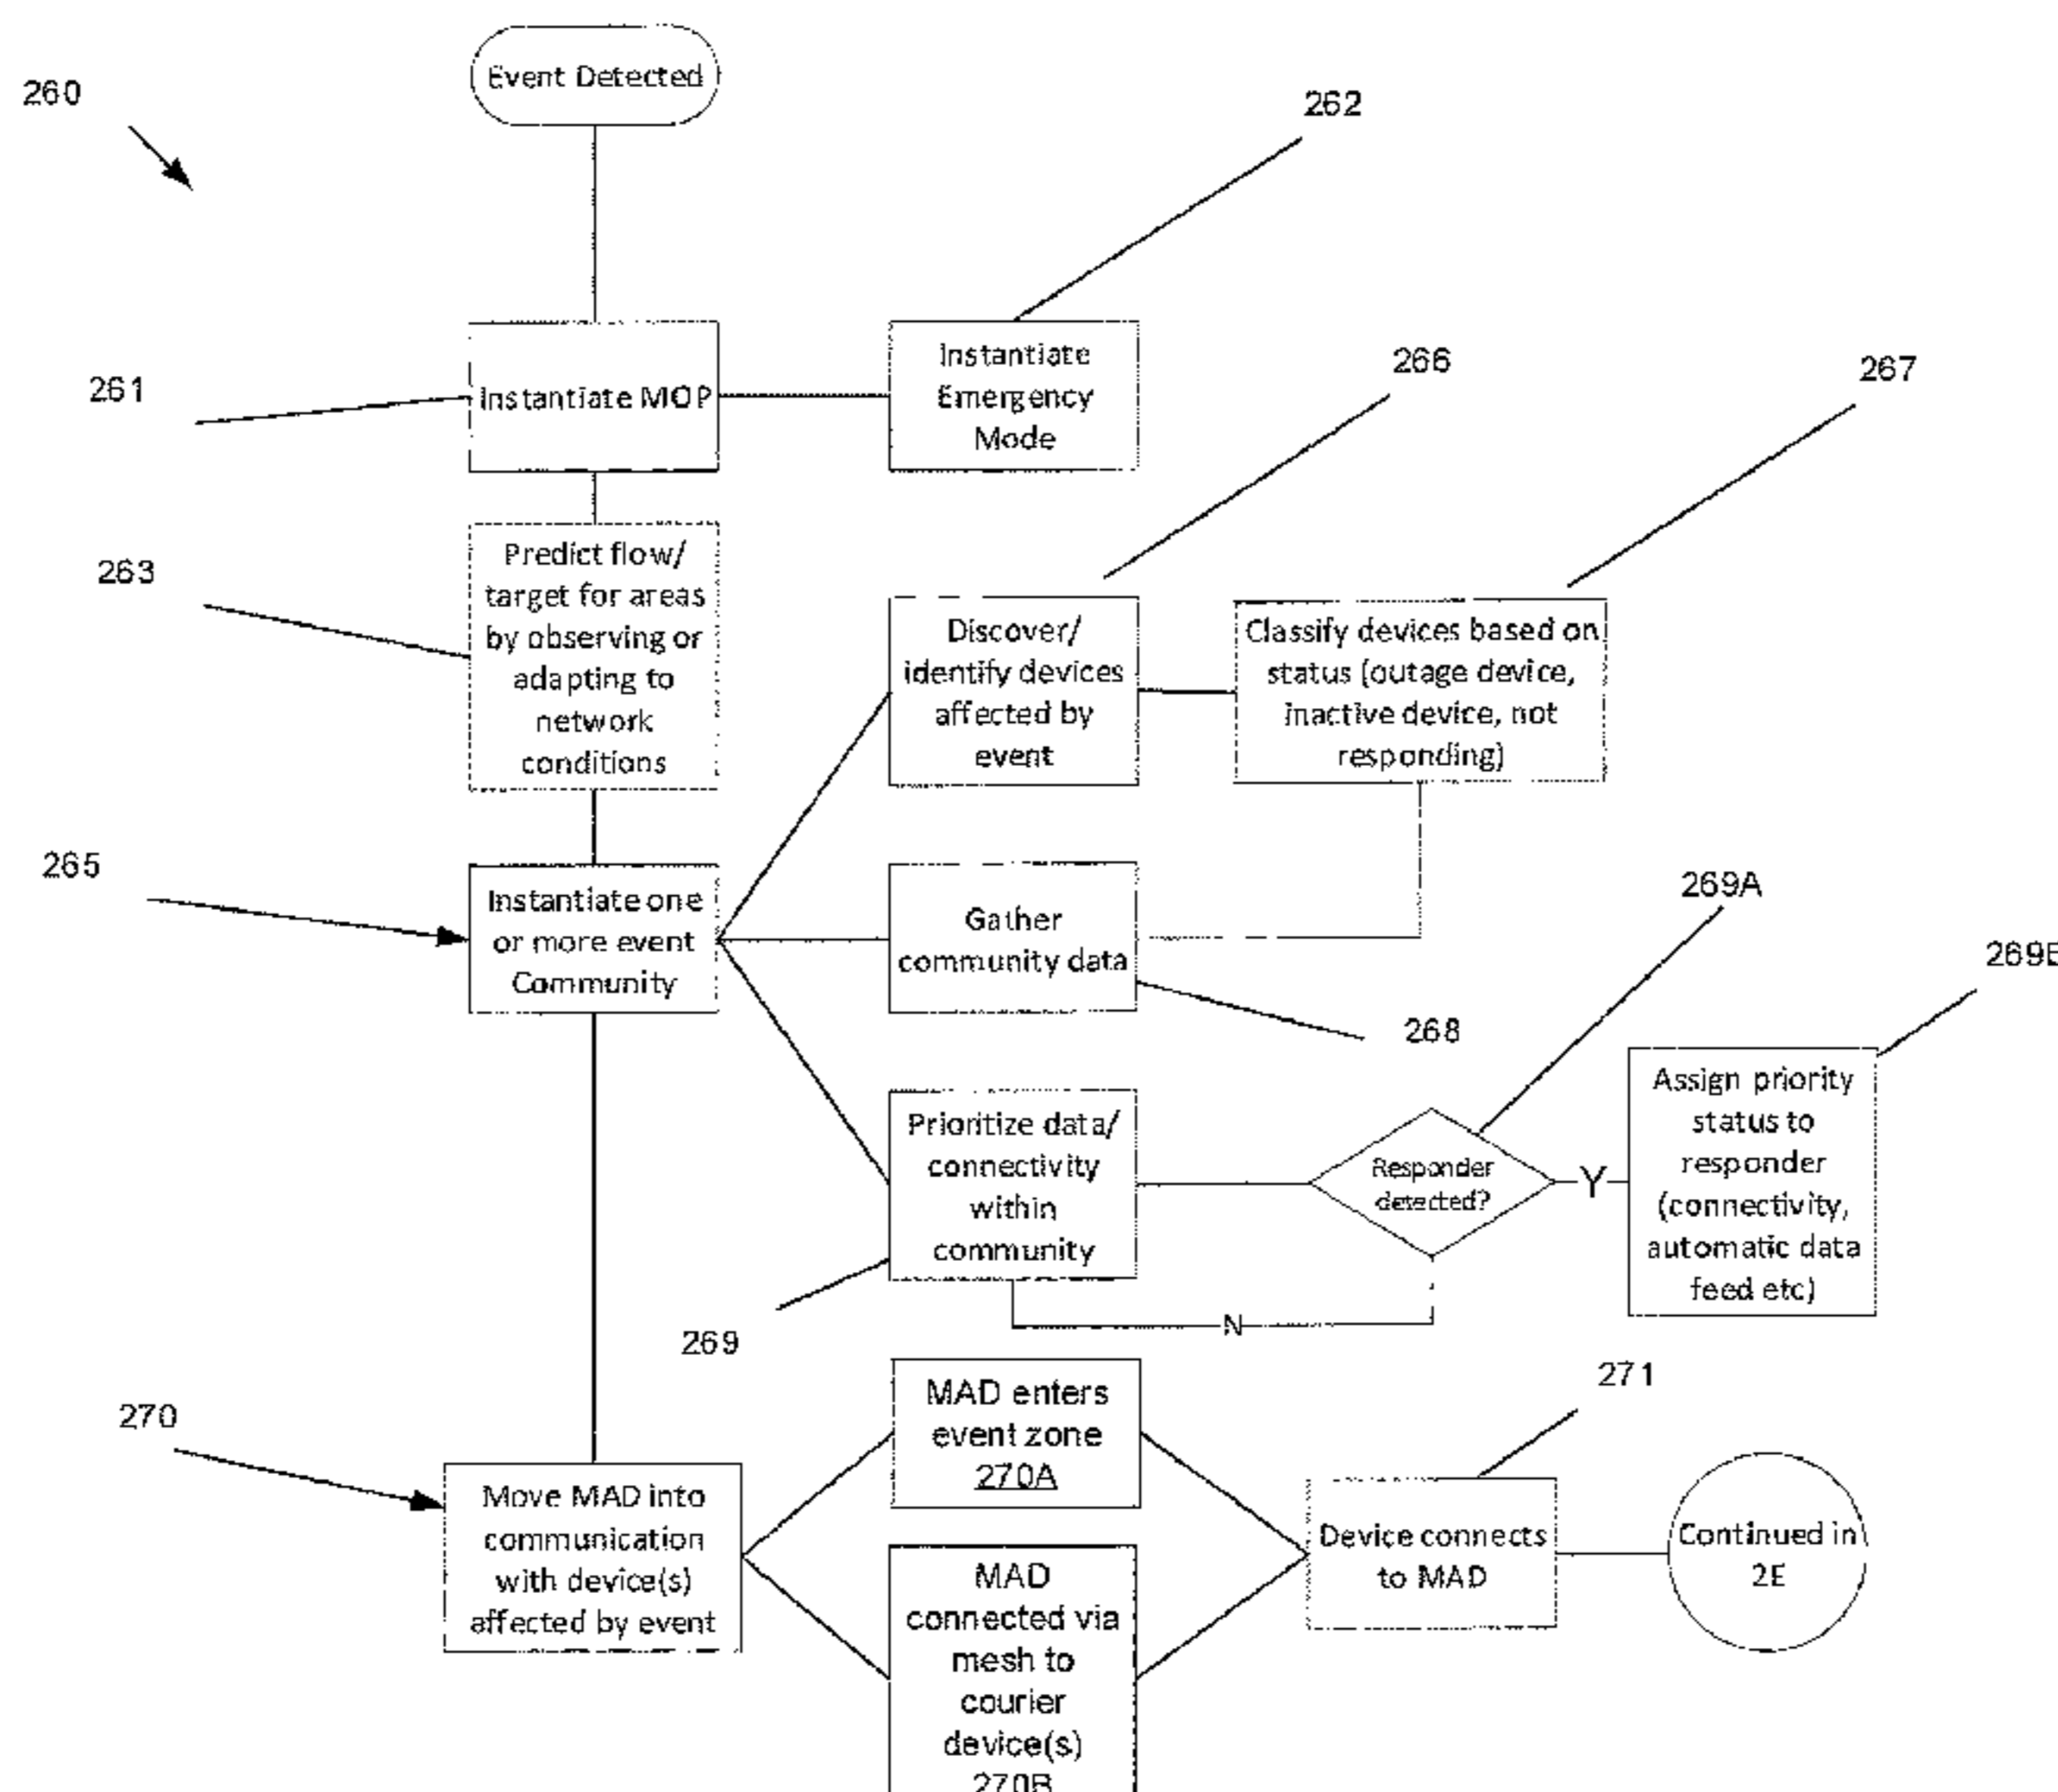 260
Event Detected
262
261
Instantiate MOP
Instantiate
Emergency
Mode
266
267
263
Predict flow/
target for areas
by observing or
adapting to
network
conditions
Discover/
identify devices
affected by
event
Classify devices based on
status (outage device,
inactive device, not
responding)
265
Instantiate one
or more event
Community
Gather
community data
268
269A
269B
Prioritize data/
connectivity
within
community
269
Responder
detected?
Y
N
Assign priority
status to
responder
(connectivity,
automatic data
feed etc)
270
Move MAD into
communication
with device(s)
affected by event
MAD enters
event zone
270A
MAD
connected via
mesh to
courier
device(s)
270B
271
Device connects
to MAD
Continued in
2E